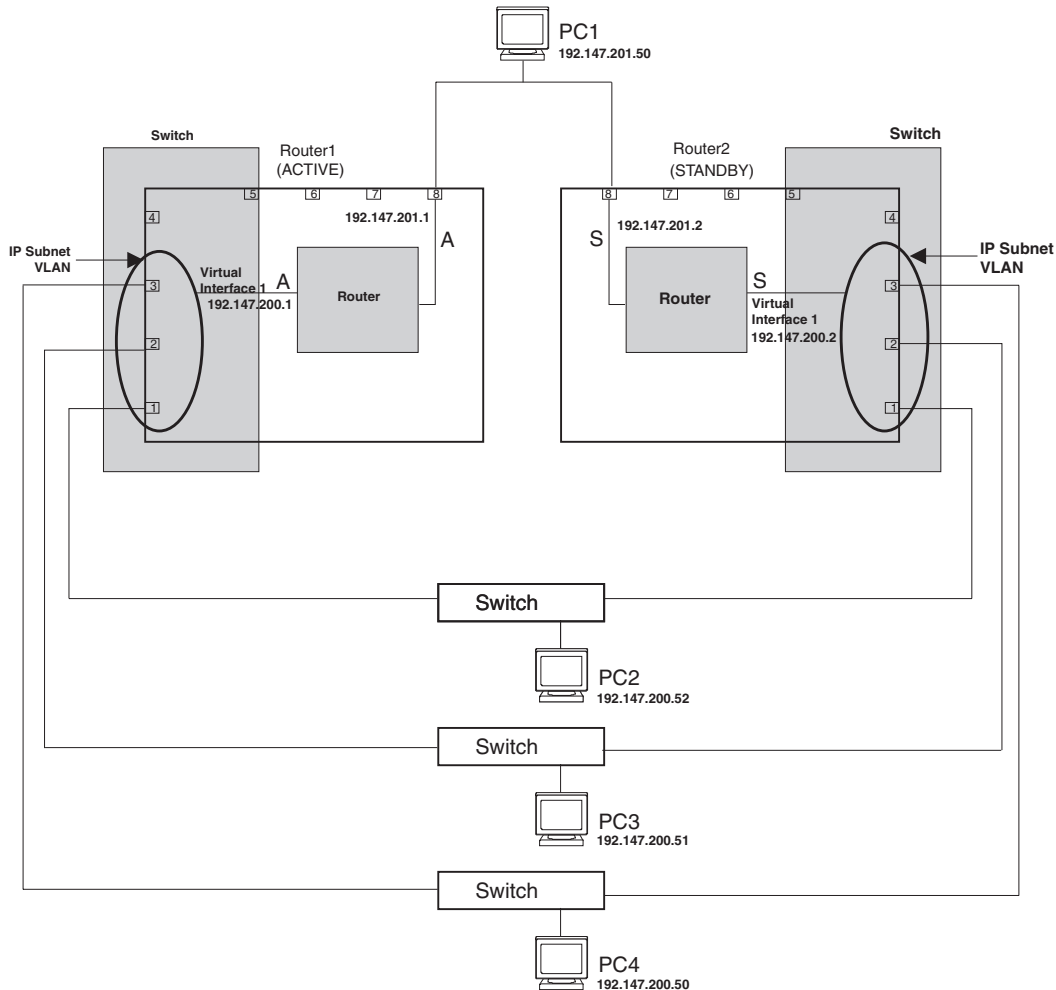 PC1
192.147.201.50
Switch
Switch
Router1
(ACTIVE)
Router2
(STANDBY)
5
6
7
8
8
7
6
5
4
192.147.201.1
A
S
192.147.201.2
4
IP Subnet
VLAN
IP Subnet
VLAN
3
Virtual
Interface 1
192.147.200.1
A
Router
Router
S
Virtual
Interface 1
192.147.200.2
3
2
2
1
1
Switch
PC2
192.147.200.52
Switch
PC3
192.147.200.51
Switch
PC4
192.147.200.50